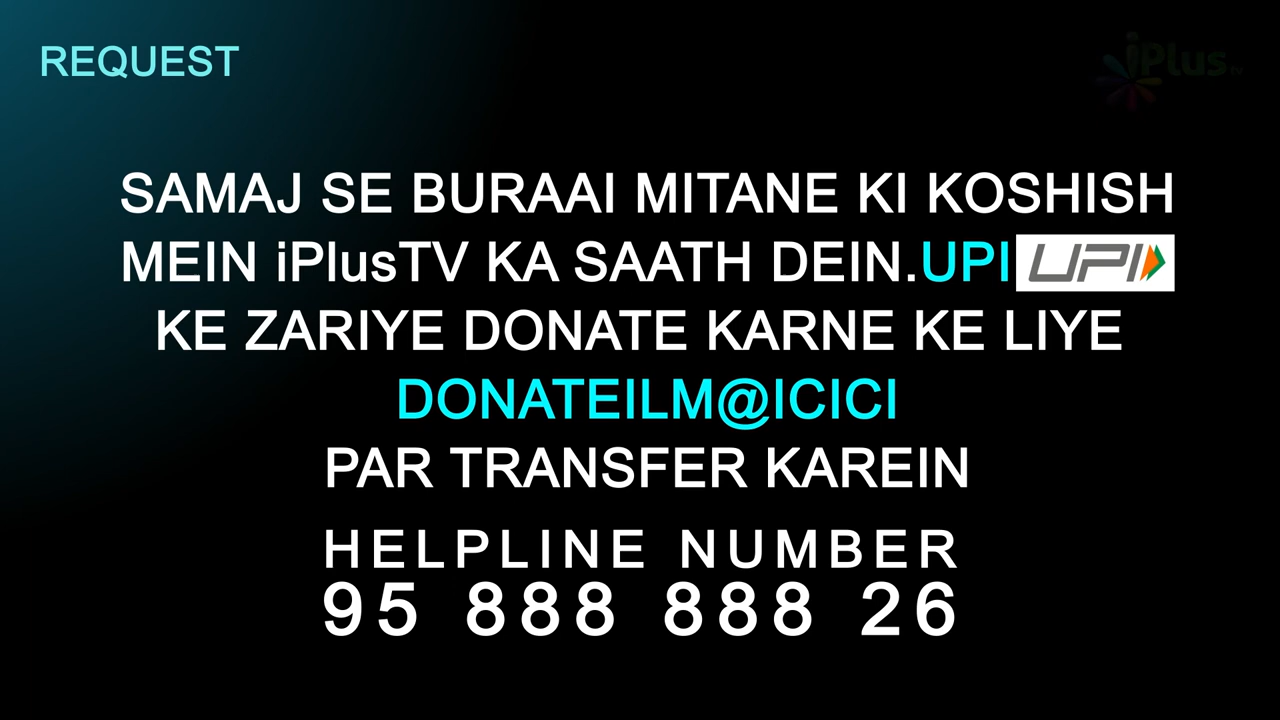 REQUEST
iPlus tv
SAMAJ SE BURAAI MITANE KI KOSHISH
MEIN iPlusTV KA SAATH DEIN.UPI UPI
KE ZARIYE DONATE KARNE KE LIYE
DONATEILM@ICICI
PAR TRANSFER KAREIN
HELPLINE NUMBER
95 888 888 26